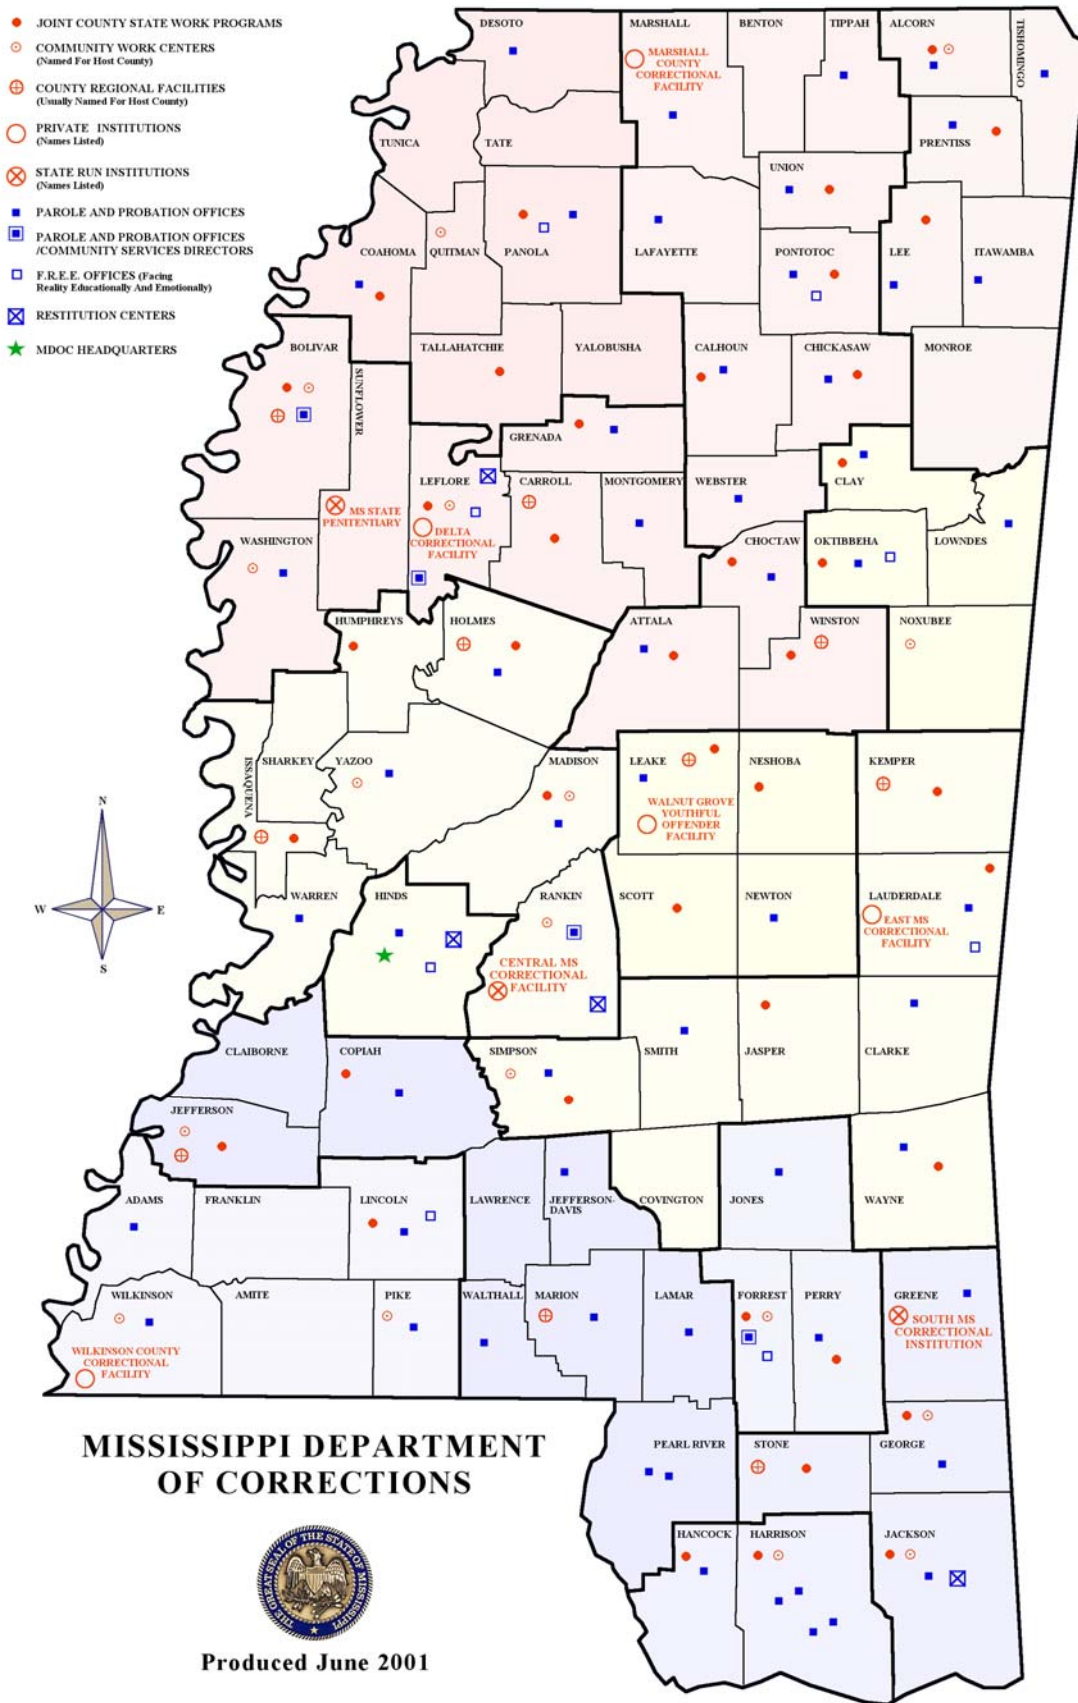 JOINT COUNTY STATE WORK PROGRAMS
COMMUNITY WORK CENTERS
(Named For Host County)
COUNTY REGIONAL FACILITIES
(Usually Named For Host County)
PRIVATE INSTITUTIONS
(Names Listed)
STATE RUN INSTITUTIONS
(Names Listed)
PAROLE AND PROBATION OFFICES
PAROLE AND PROBATION OFFICES
/COMMUNITY SERVICES DIRECTORS
F.R.E.E. OFFICES (Facing
Reality Educationally And Emotionally)
RESTITUTION CENTERS
MDOC HEADQUARTERS
DESOTO
MARSHALL
BENTON
TIPPAH
ALCORN
TISHOMINGO
MARSHALL
COUNTY
CORRECTIONAL
FACILITY
TUNICA
TATE
PRENTISS
UNION
COAHOMA
QUITMAN
PANOLA
LAFAYETTE
PONTOTOC
LEE
ITAWAMBA
BOLIVAR
SUNFLOWER
TALLAHATCHIE
YALOBUSHA
CALHOUN
CHICKASAW
MONROE
GRENADA
LEFLORE
CARROLL
MONTGOMERY
WEBSTER
CLAY
MS STATE
PENITENTIARY
DELTA
CORRECTIONAL
FACILITY
WASHINGTON
CHOCTAW
OKTIBBEHA
LOWNDES
HUMPHREYS
HOLMES
ATTALA
WINSTON
NOXUBEE
ISSAQUENA
SHARKEY
YAZOO
MADISON
LEAKE
NESHOBA
KEMPER
WALNUT GROVE
YOUTHFUL
OFFENDER
FACILITY
N
W
E
S
WARREN
HINDS
RANKIN
SCOTT
NEWTON
LAUDERDALE
EAST MS
CORRECTIONAL
FACILITY
CENTRAL MS
CORRECTIONAL
FACILITY
CLAIBORNE
COPIAH
SIMPSON
SMITH
JASPER
CLARKE
JEFFERSON
ADAMS
FRANKLIN
LINCOLN
LAWRENCE
JEFFERSON-
DAVIS
COVINGTON
JONES
WAYNE
WILKINSON
AMITE
PIKE
WALTHALL
MARION
LAMAR
FORREST
PERRY
GREENE
WILKINSON COUNTY
CORRECTIONAL
FACILITY
SOUTH MS
CORRECTIONAL
INSTITUTION
PEARL RIVER
STONE
GEORGE
HANCOCK
HARRISON
JACKSON
MISSISSIPPI DEPARTMENT
OF CORRECTIONS
THE GREAT SEAL OF THE STATE OF MISSISSIPPI
Produced June 2001